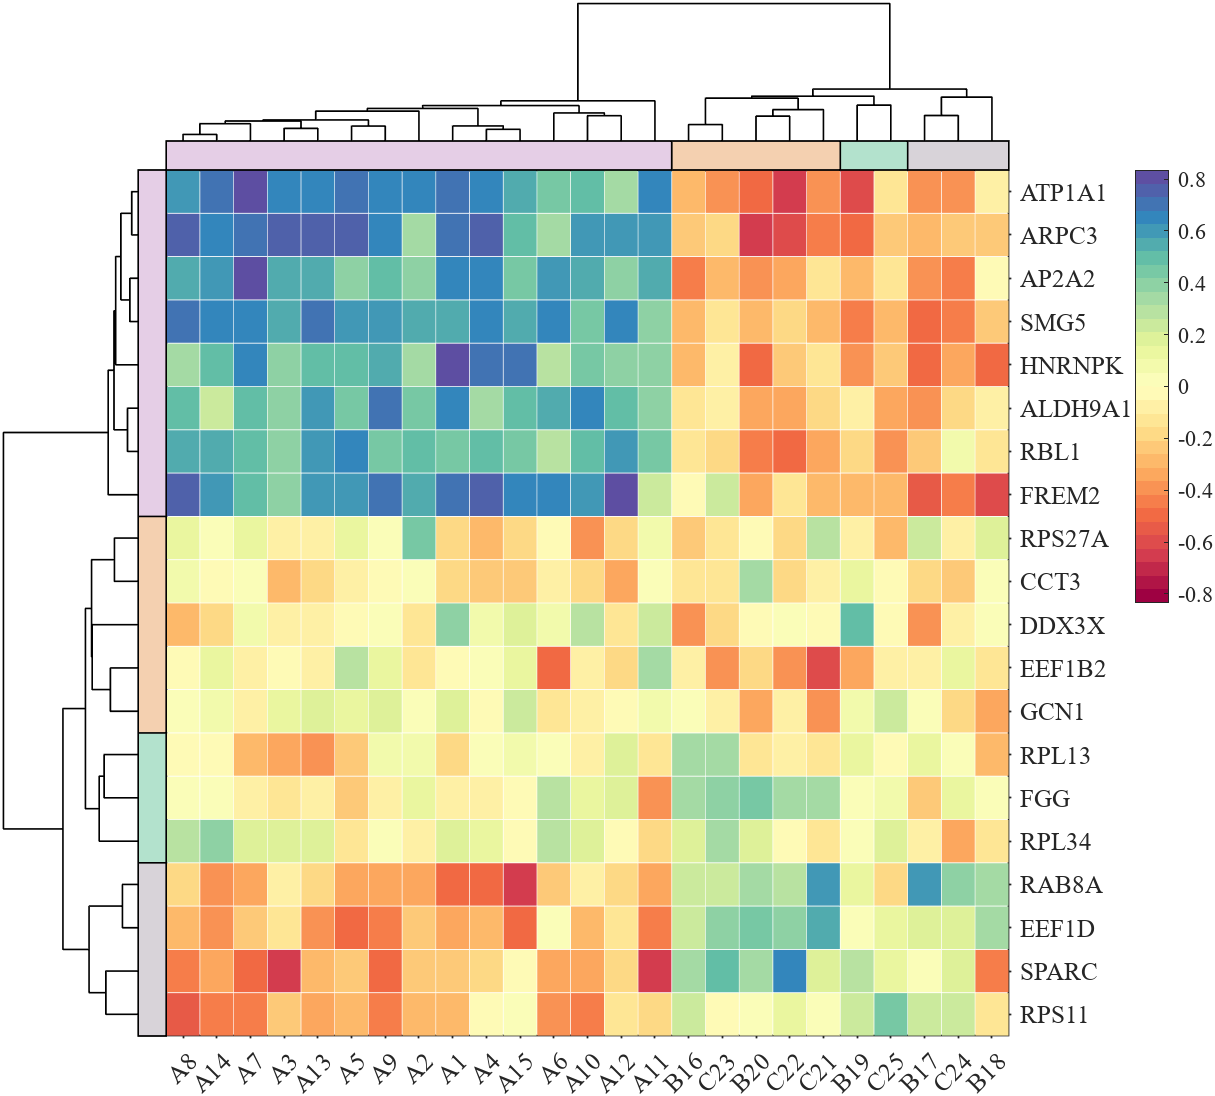 ATP1A1
ARPC3
AP2A2
SMG5
HNRNPK
ALDH9A1
RBL1
FREM2
RPS27A
CCT3
DDX3X
EEF1B2
GCN1
RPL13
FGG
RPL34
RAB8A
EEF1D
SPARC
RPS11
0.8
0.6
0.4
0.2
0
-0.2
-0.4
-0.6
-0.8
A8 A14 A7 A3 A13 A5 A9 A2 A1 A4 A15 A6 A10 A12 A11 B16 C23 B20 C22 C21 B19 C25 B17 C24 B18